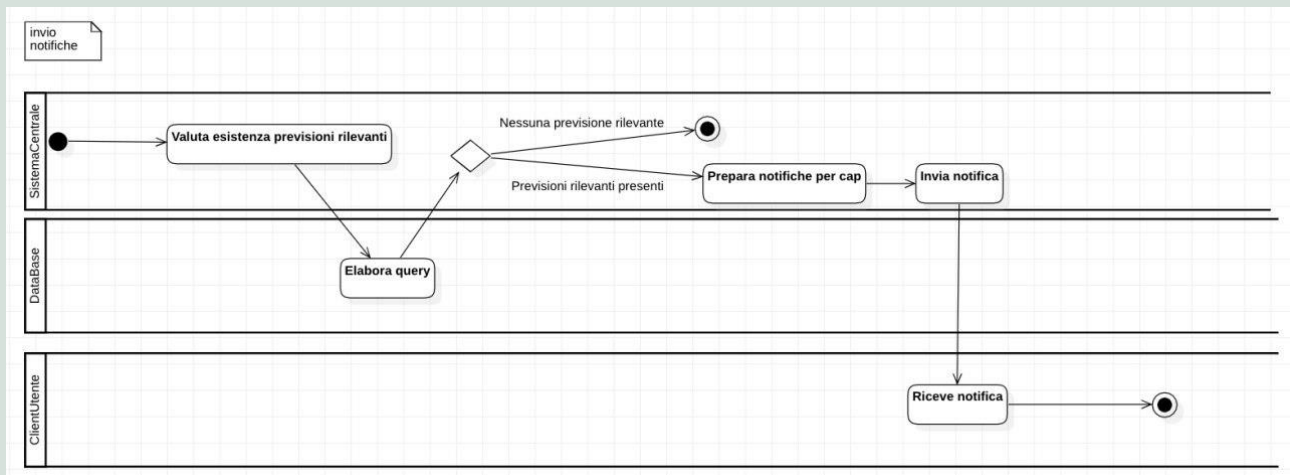 invio
notifiche
SistemaCentrale
Valuta esistenza previsioni rilevanti
Nessuna previsione rilevante
Previsioni rilevanti presenti
Prepara notifiche per cap
Invia notifica
DataBase
Elabora query
ClientUtente
Riceve notifica